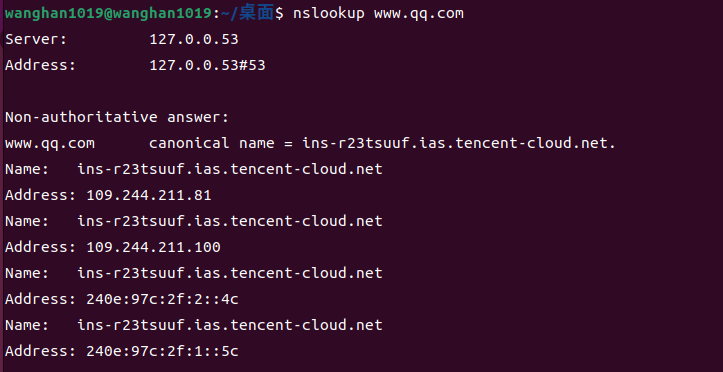 wanghan1019@wanghan1019:~/桌面$ nslookup www.qq.com
Server:         127.0.0.53
Address:        127.0.0.53#53

Non-authoritative answer:
www.qq.com      canonical name = ins-r23tsuuf.ias.tencent-cloud.net.
Name:   ins-r23tsuuf.ias.tencent-cloud.net
Address: 109.244.211.81
Name:   ins-r23tsuuf.ias.tencent-cloud.net
Address: 109.244.211.100
Name:   ins-r23tsuuf.ias.tencent-cloud.net
Address: 240e:97c:2f:2::4c
Name:   ins-r23tsuuf.ias.tencent-cloud.net
Address: 240e:97c:2f:1::5c